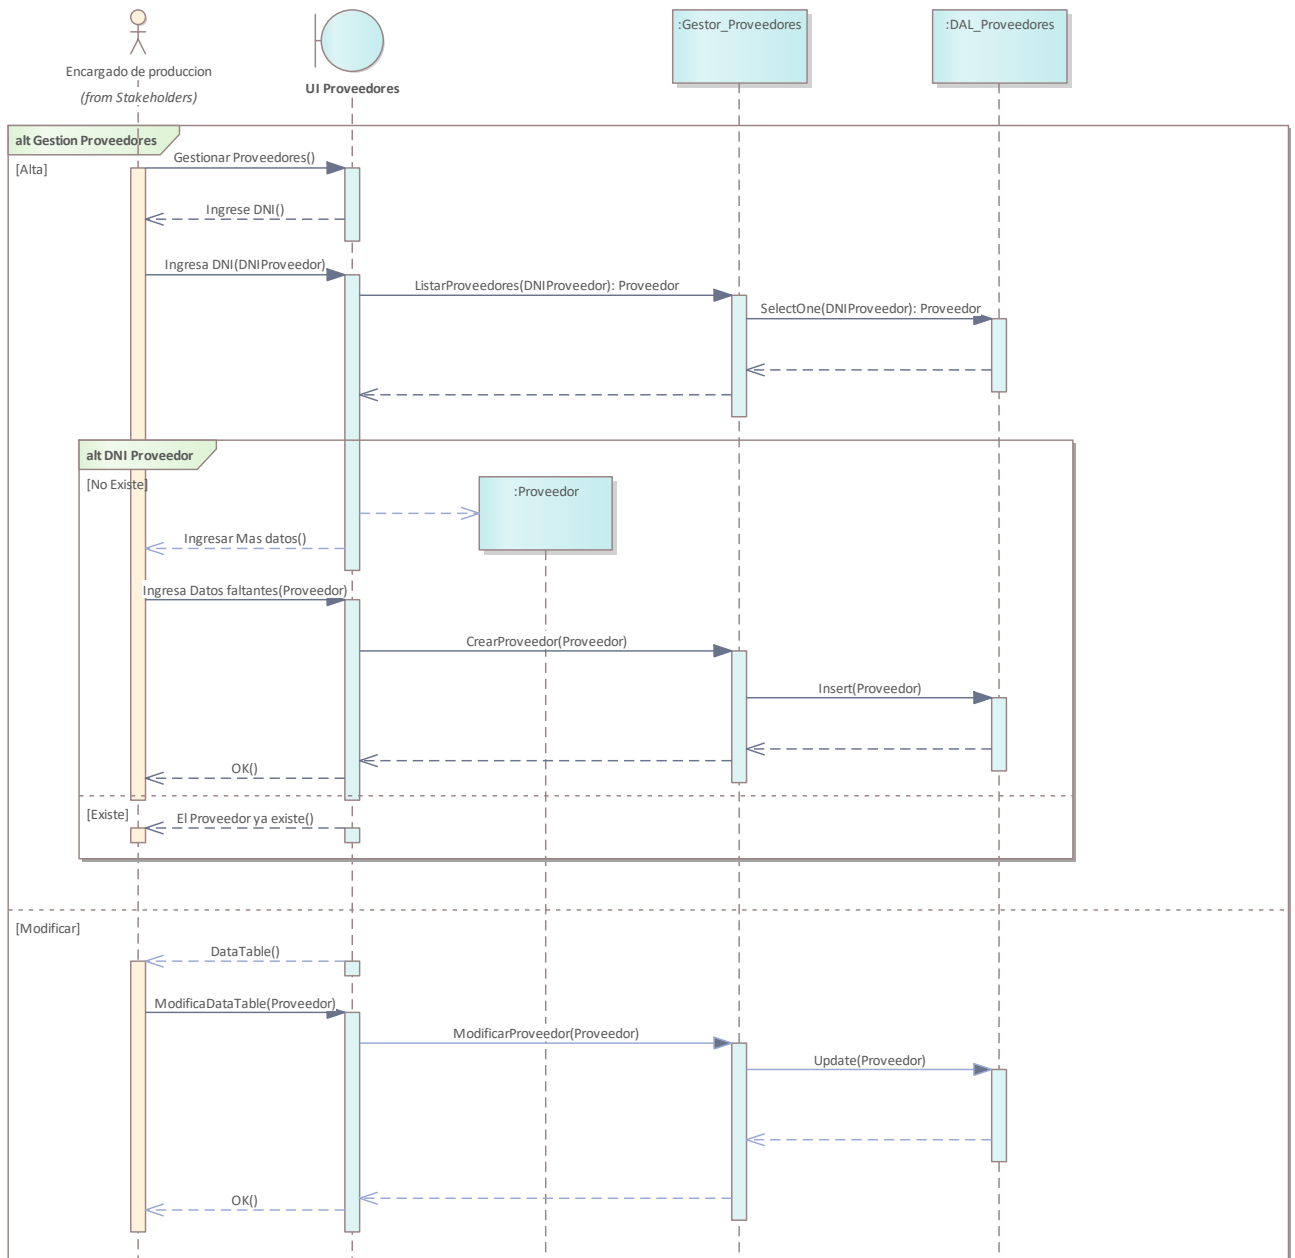 :Gestor_Proveedores
:DAL_Proveedores
Encargado de produccion
(from Stakeholders)
UI Proveedores
alt Gestion Proveedores
[Alta]
Gestionar Proveedores()
Ingrese DNI()
Ingresa DNI(DNIProveedor)
ListarProveedores(DNIProveedor): Proveedor
SelectOne(DNIProveedor): Proveedor
alt DNI Proveedor
[No Existe]
:Proveedor
Ingresar Mas datos()
Ingresa Datos faltantes(Proveedor)
CrearProveedor(Proveedor)
Insert(Proveedor)
OK()
[Existe]
El Proveedor ya existe()
[Modificar]
DataTable()
ModificaDataTable(Proveedor)
ModificarProveedor(Proveedor)
Update(Proveedor)
OK()